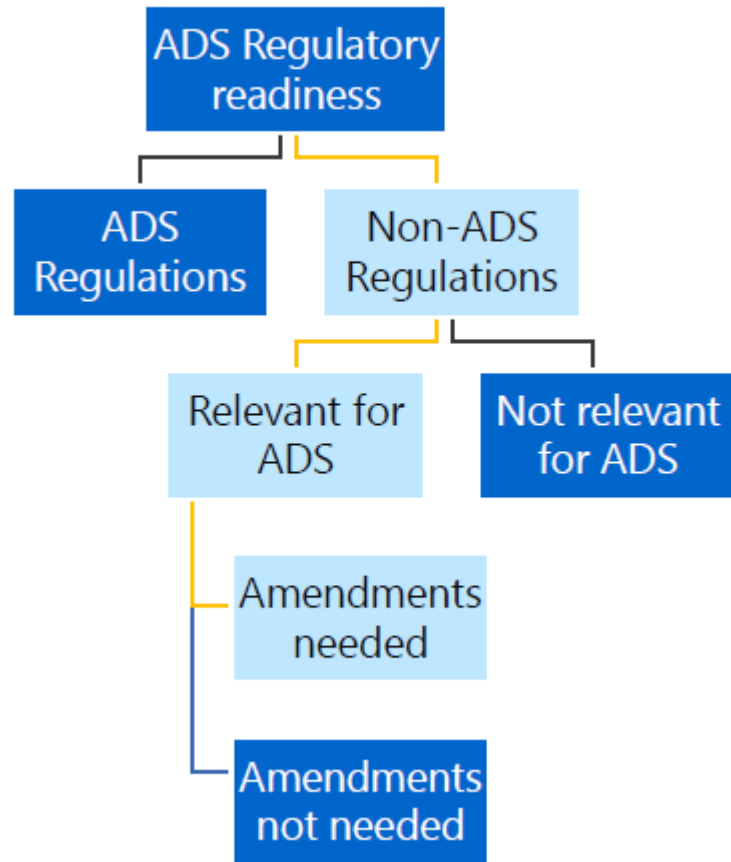 ADS Regulatory
readiness
ADS
Regulations
Non-ADS
Regulations
Relevant for
ADS
Not relevant
for ADS
Amendments
needed
Amendments
not needed